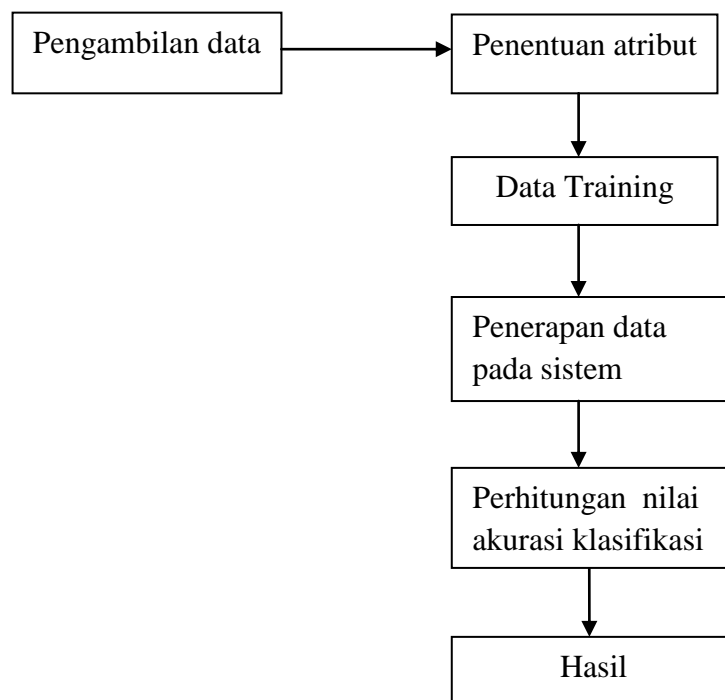 Pengambilan data
Penentuan atribut
Data Training
Penerapan data
pada sistem
Perhitungan nilai
akurasi klasifikasi
Hasil